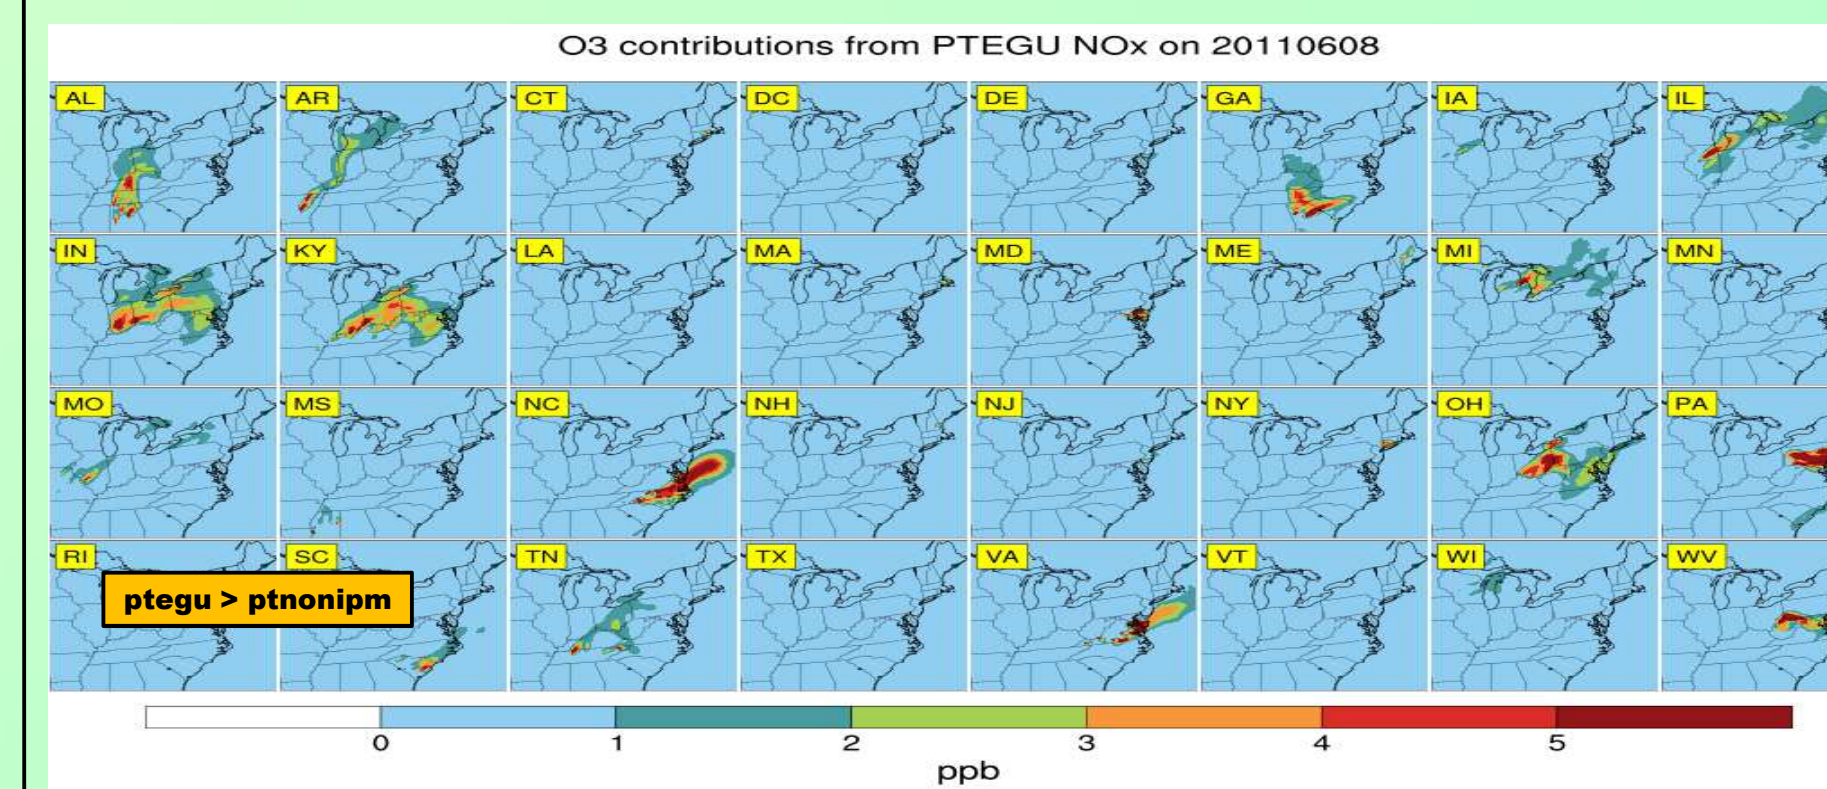 O3 contributions from PTEGU NOx on 20110608
AL AR CT DC DE GA IA IL
IN KY LA MA MD ME MI MN
MO MS NC NH NJ NY OH PA
RI SC TN TX VA VT WI WV
ptegu > ptnonipm
0 1 2 3 4 5
ppb